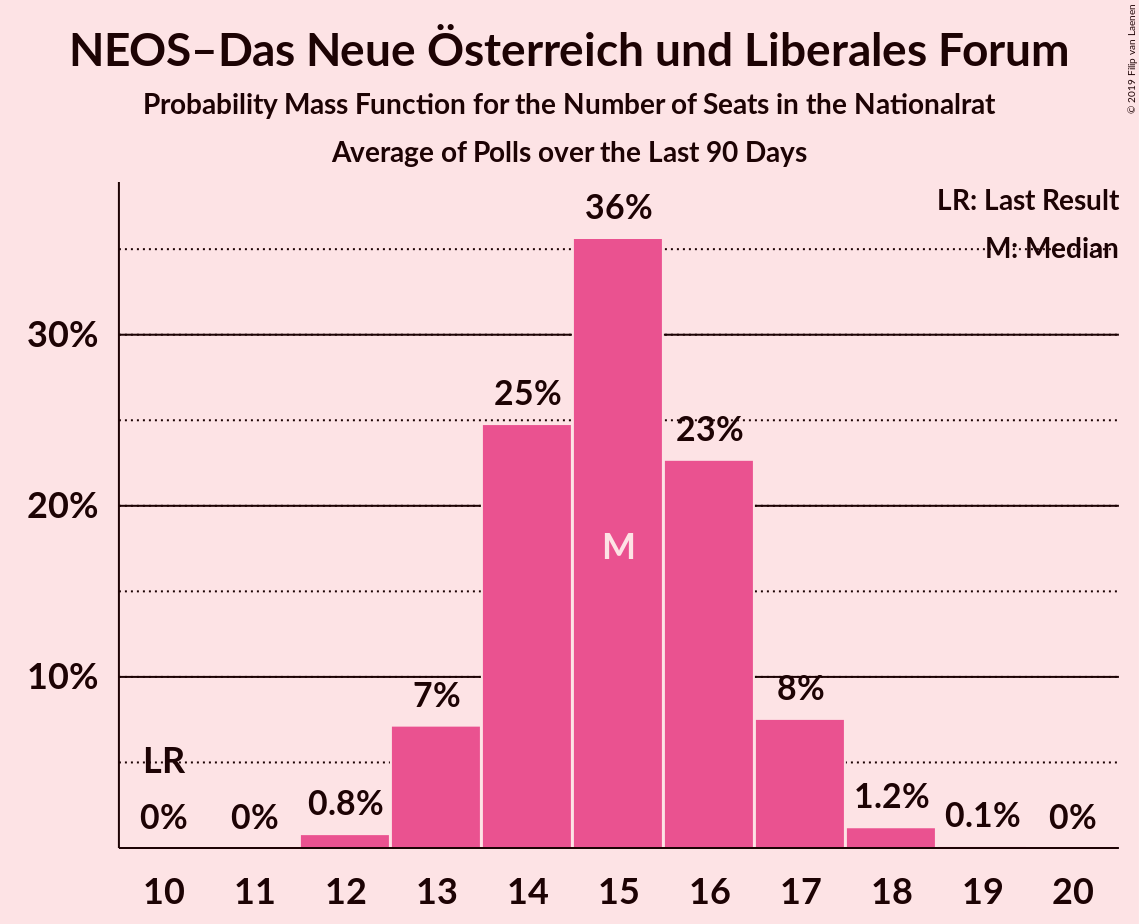 NEOS–Das Neue Österreich und Liberales Forum
Probability Mass Function for the Number of Seats in the Nationalrat
Average of Polls over the Last 90 Days
© 2019 Filip van Laenen
LR: Last Result
M: Median
36%
30%
25%
23%
20%
M
10%
7%
8%
LR
0%
0%
0.8%
1.2%
0.1%
0%
10 11 12 13 14 15 16 17 18 19 20